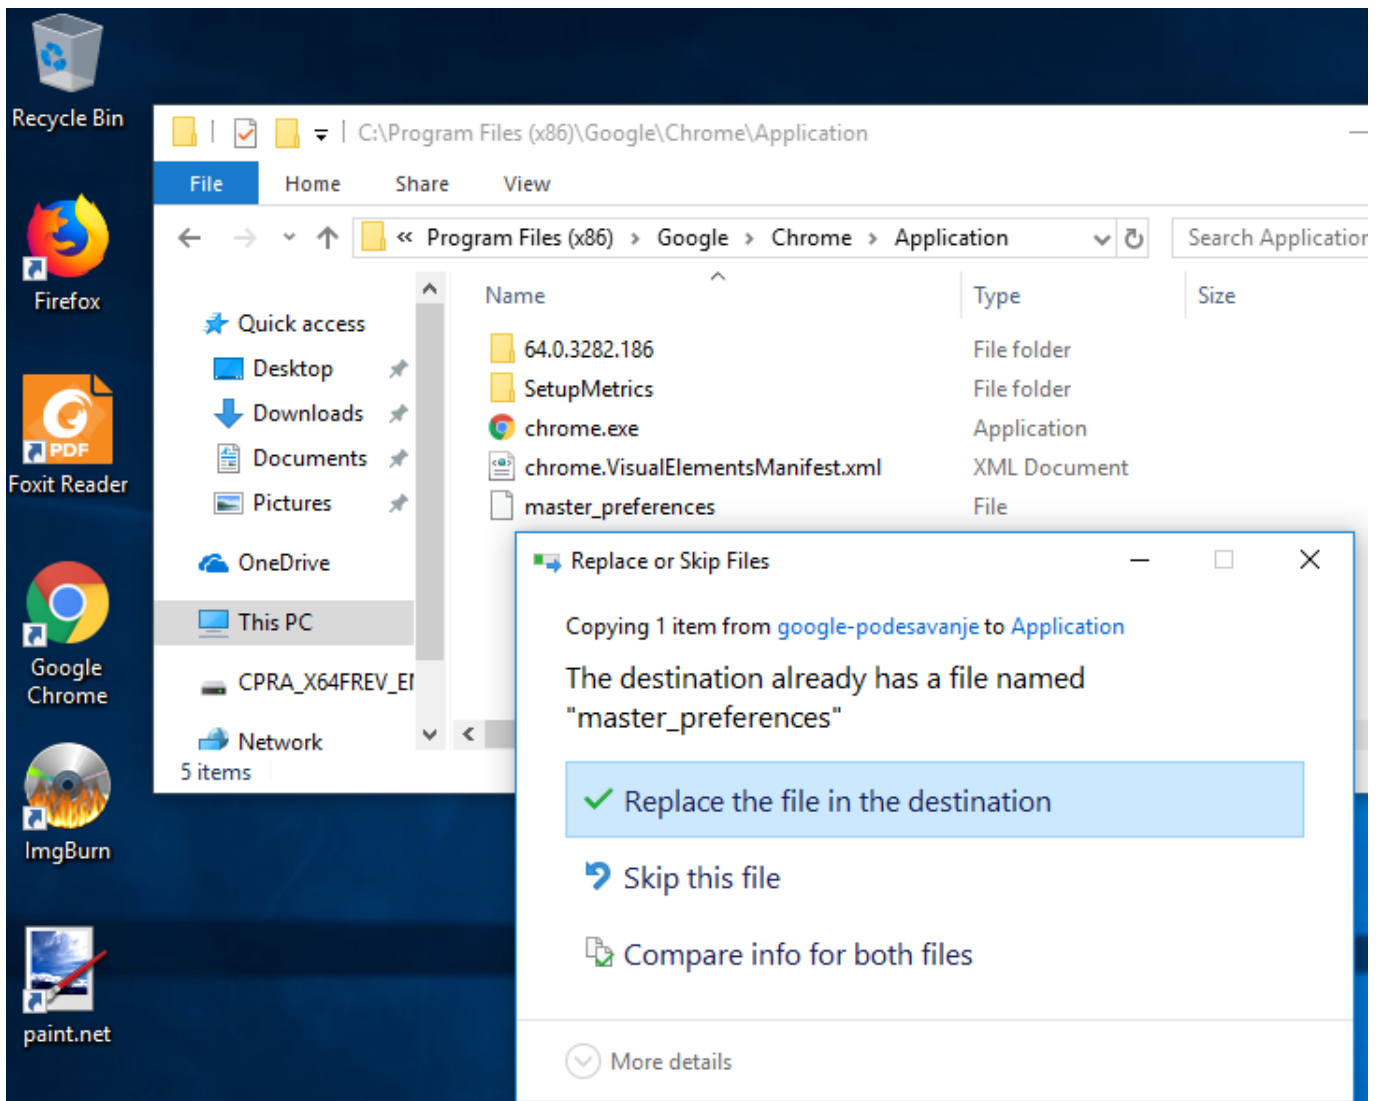 Recycle Bin
Firefox
PDF
Foxit Reader
Google
Chrome
ImgBurn
paint.net
C:\Program Files (x86)\Google\Chrome\Application
File Home Share View
« Program Files (x86) > Google > Chrome > Application
Search Application
Quick access
Desktop
Downloads
Documents
Pictures
OneDrive
This PC
CPRA_X64FREV_E
Network
5 items
Name Type Size
64.0.3282.186 File folder
SetupMetrics File folder
chrome.exe Application
chrome.VisualElementsManifest.xml XML Document
master_preferences File
Replace or Skip Files
Copying 1 item from google-podesavanje to Application
The destination already has a file named
"master_preferences"
Replace the file in the destination
Skip this file
Compare info for both files
More details